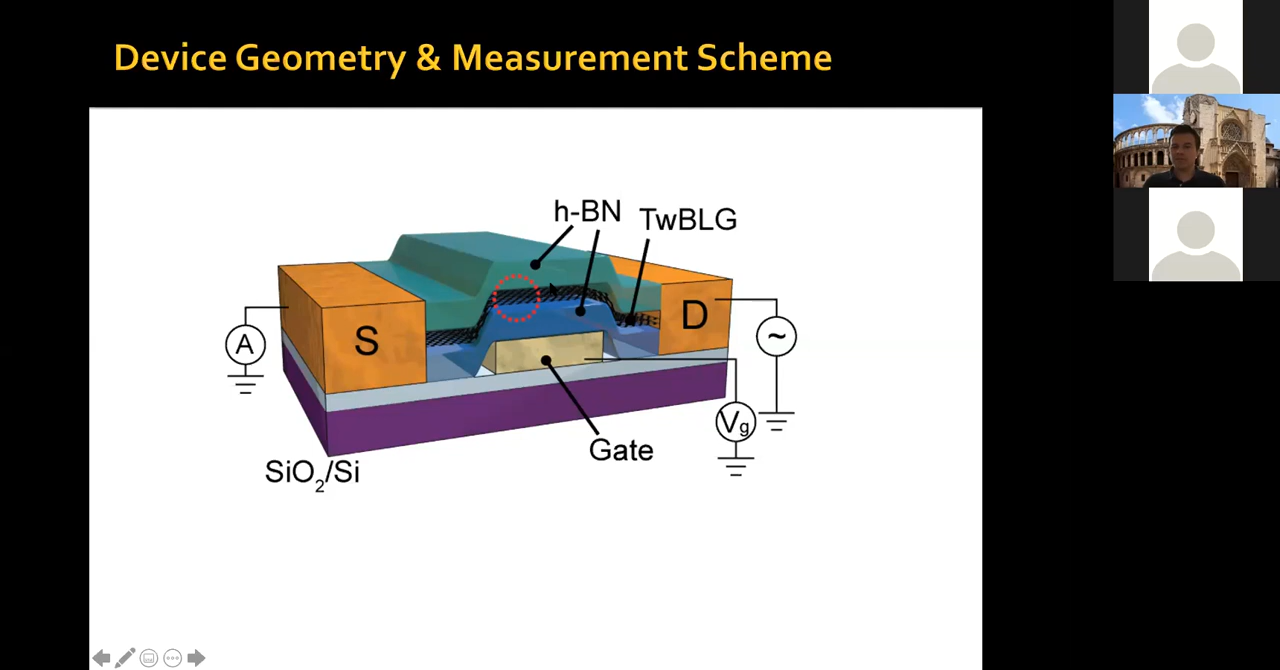 Device Geometry & Measurement Scheme
h-BN
TwBLG
S
D
A
~
Vg
Gate
SiO2/Si